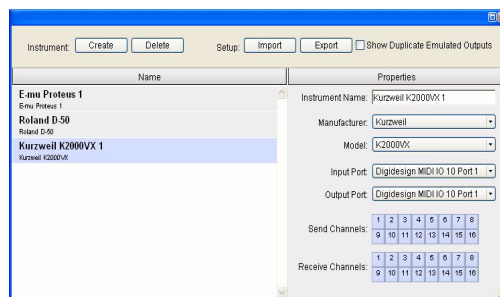 Instrument: Create Delete Setup: Import Export Show Duplicate Emulated Outputs
Name Properties
E-mu Proteus 1
E-mu Proteus 1
Roland D-50
Roland D-50
Kurzweil K2000VX 1
Kurzweil K2000VX
Instrument Name: Kurzweil K2000VX 1
Manufacturer: Kurzweil
Model: K2000VX
Input Port: Digidesign MIDI IO 10 Port 1
Output Port: Digidesign MIDI IO 10 Port 1
Send Channels: 1 2 3 4 5 6 7 8
9 10 11 12 13 14 15 16
Receive Channels: 1 2 3 4 5 6 7 8
9 10 11 12 13 14 15 16